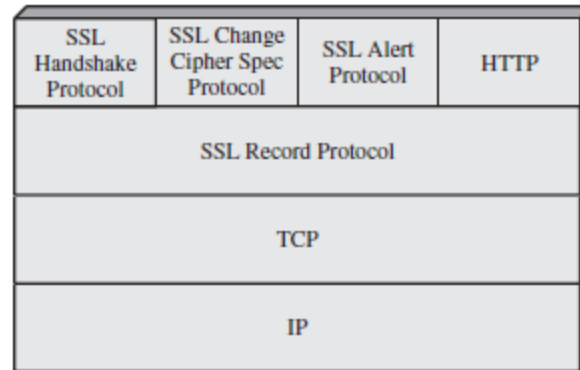 SSL
Handshake
Protocol
SSL Change
Cipher Spec
Protocol
SSL Alert
Protocol
HTTP
SSL Record Protocol
TCP
IP